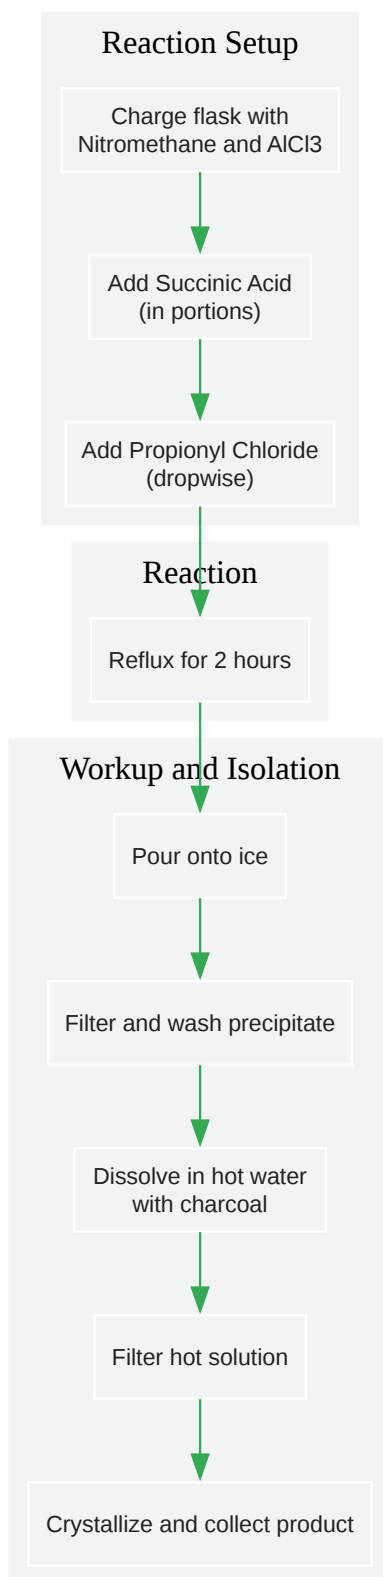 Reaction Setup
Charge flask with
Nitromethane and AlCl3
Add Succinic Acid
(in portions)
Add Propionyl Chloride
(dropwise)
Reaction
Reflux for 2 hours
Workup and Isolation
Pour onto ice
Filter and wash precipitate
Dissolve in hot water
with charcoal
Filter hot solution
Crystallize and collect product